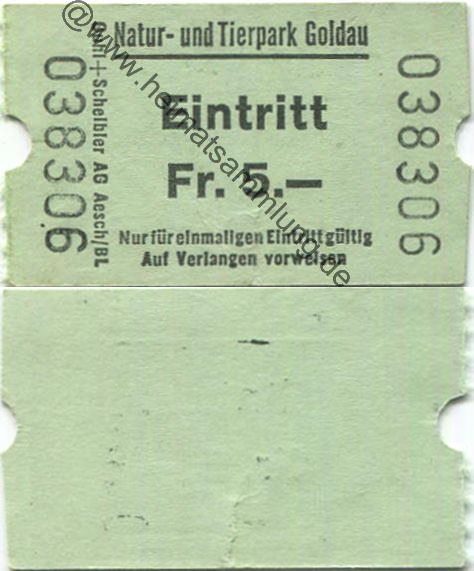 Natur- und Tierpark Goldau
Eintritt
Fr. 5.—
Nur für einmaligen Eintritt gültig
Auf Verlangen vorweisen
038306
038306
+ Scheibler AG Aesch/BL
@www.heimatsammlung.de